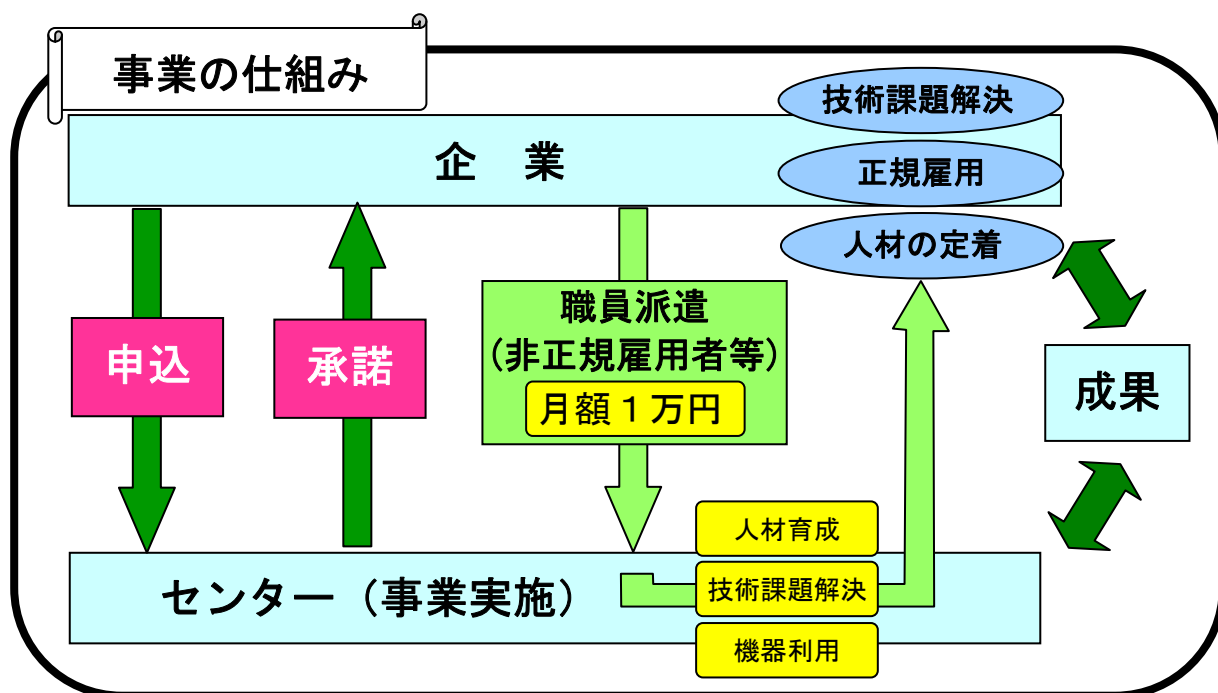 事業の仕組み
技術課題解決
企　業
正規雇用
人材の定着
申込
承諾
職員派遣
(非正規雇用者等)
月額１万円
成果
人材育成
センター（事業実施）
技術課題解決
機器利用